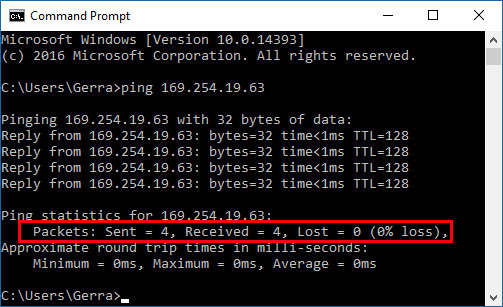 Command Prompt
Microsoft Windows [Version 10.0.14393]
(c) 2016 Microsoft Corporation. All rights reserved.
C:\Users\Gerra>ping 169.254.19.63
Pinging 169.254.19.63 with 32 bytes of data:
Reply from 169.254.19.63: bytes=32 time<1ms TTL=128
Reply from 169.254.19.63: bytes=32 time<1ms TTL=128
Reply from 169.254.19.63: bytes=32 time<1ms TTL=128
Reply from 169.254.19.63: bytes=32 time<1ms TTL=128
Ping statistics for 169.254.19.63:
    Packets: Sent = 4, Received = 4, Lost = 0 (0% loss),
Approximate round trip times in milli-seconds:
    Minimum = 0ms, Maximum = 0ms, Average = 0ms
C:\Users\Gerra>